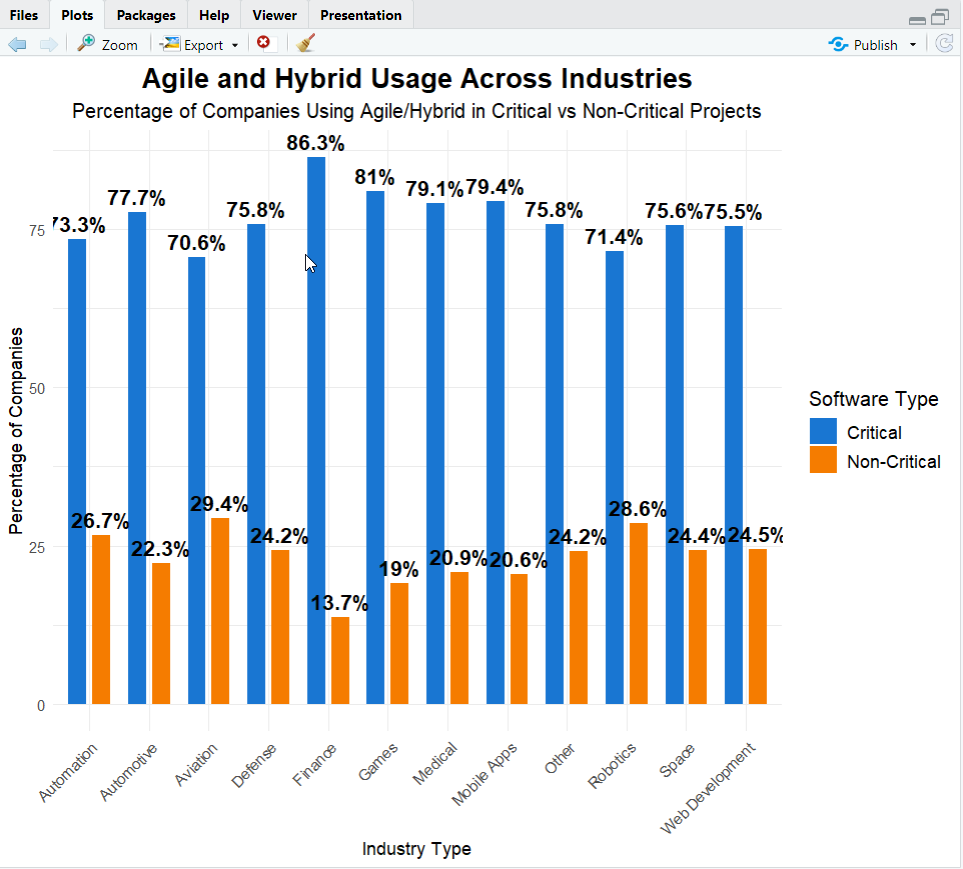 Files Plots Packages Help Viewer Presentation
Zoom Export Publish
Agile and Hybrid Usage Across Industries
Percentage of Companies Using Agile/Hybrid in Critical vs Non-Critical Projects
86.3%
81%
79.1% 79.4%
77.7%
75.8% 75.8% 75.6% 75.5%
73.3%
71.4%
70.6%
75
50
25
0
Percentage of Companies
29.4% 28.6%
26.7%
24.2% 24.2% 24.4% 24.5%
22.3%
20.9% 20.6%
19%
13.7%
Software Type
Critical
Non-Critical
Automation Automotive Aviation Defense Finance Games Medical Mobile Apps Other Robotics Space Web Development
Industry Type